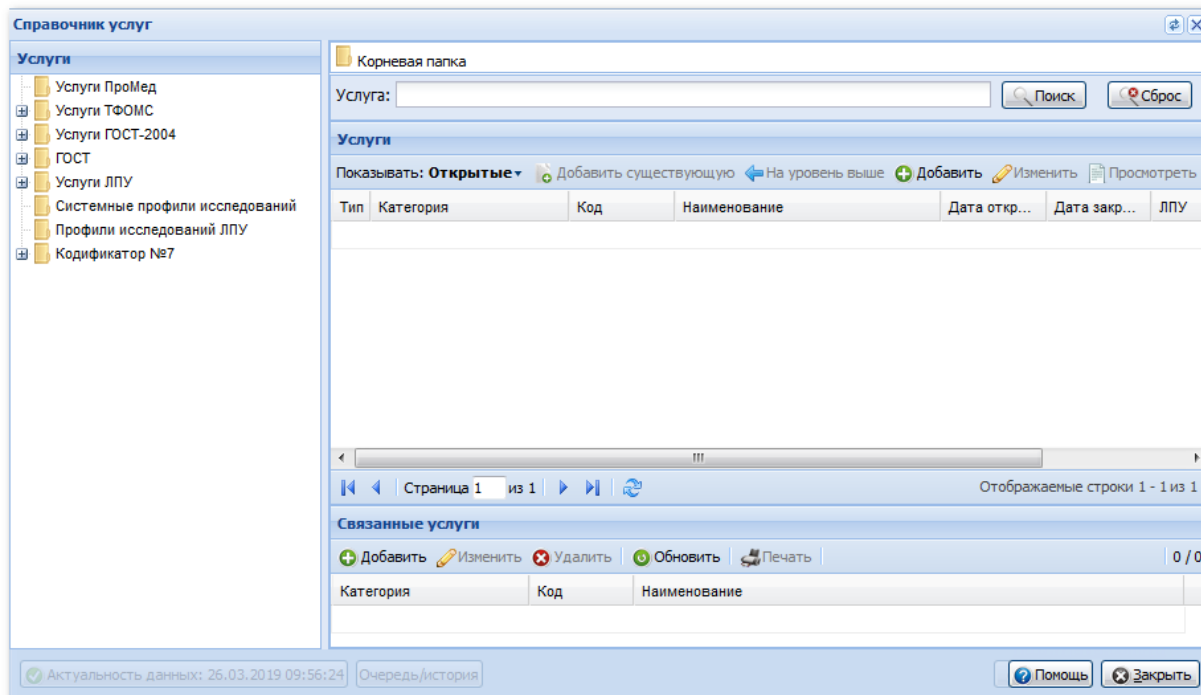 Справочник услуг
Услуги
Услуги ПроМед
Услуги ТФОМС
Услуги ГОСТ-2004
ГОСТ
Услуги ЛПУ
Системные профили исследований
Профили исследований ЛПУ
Кодификатор №7
Корневая папка
Услуга: Поиск Сброс
Услуги
Показывать: Открытые Добавить существующую На уровень выше Добавить Изменить Просмотреть
Тип Категория Код Наименование Дата откр... Дата закр... ЛПУ
Страница 1 из 1 Отображаемые строки 1 - 1 из 1
Связанные услуги
Добавить Изменить Удалить Обновить Печать 0 / 0
Категория Код Наименование
Актуальность данных: 26.03.2019 09:56:24 Очередь/история Помощь Закрыть